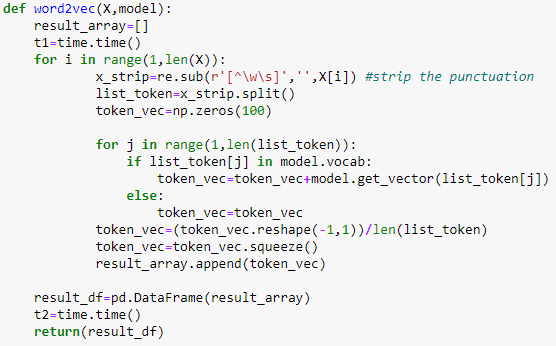 def word2vec(X,model):
    result_array=[]
    t1=time.time()
    for i in range(1,len(X)):
            x_strip=re.sub(r'[^\w\s]','',X[i]) #strip the punctuation
            list_token=x_strip.split()
            token_vec=np.zeros(100)

            for j in range(1,len(list_token)):
                if list_token[j] in model.vocab:
                    token_vec=token_vec+model.get_vector(list_token[j])
                else:
                    token_vec=token_vec
            token_vec=(token_vec.reshape(-1,1))/len(list_token)
            token_vec=token_vec.squeeze()
            result_array.append(token_vec)

    result_df=pd.DataFrame(result_array)
    t2=time.time()
    return(result_df)